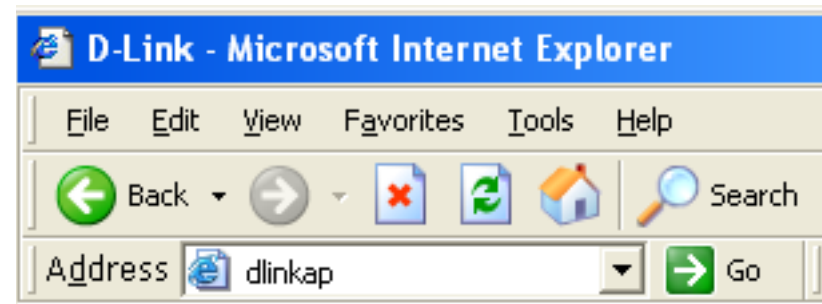 D-Link - Microsoft Internet Explorer
File Edit View Favorites Tools Help
Back Search
Address dlinkap Go